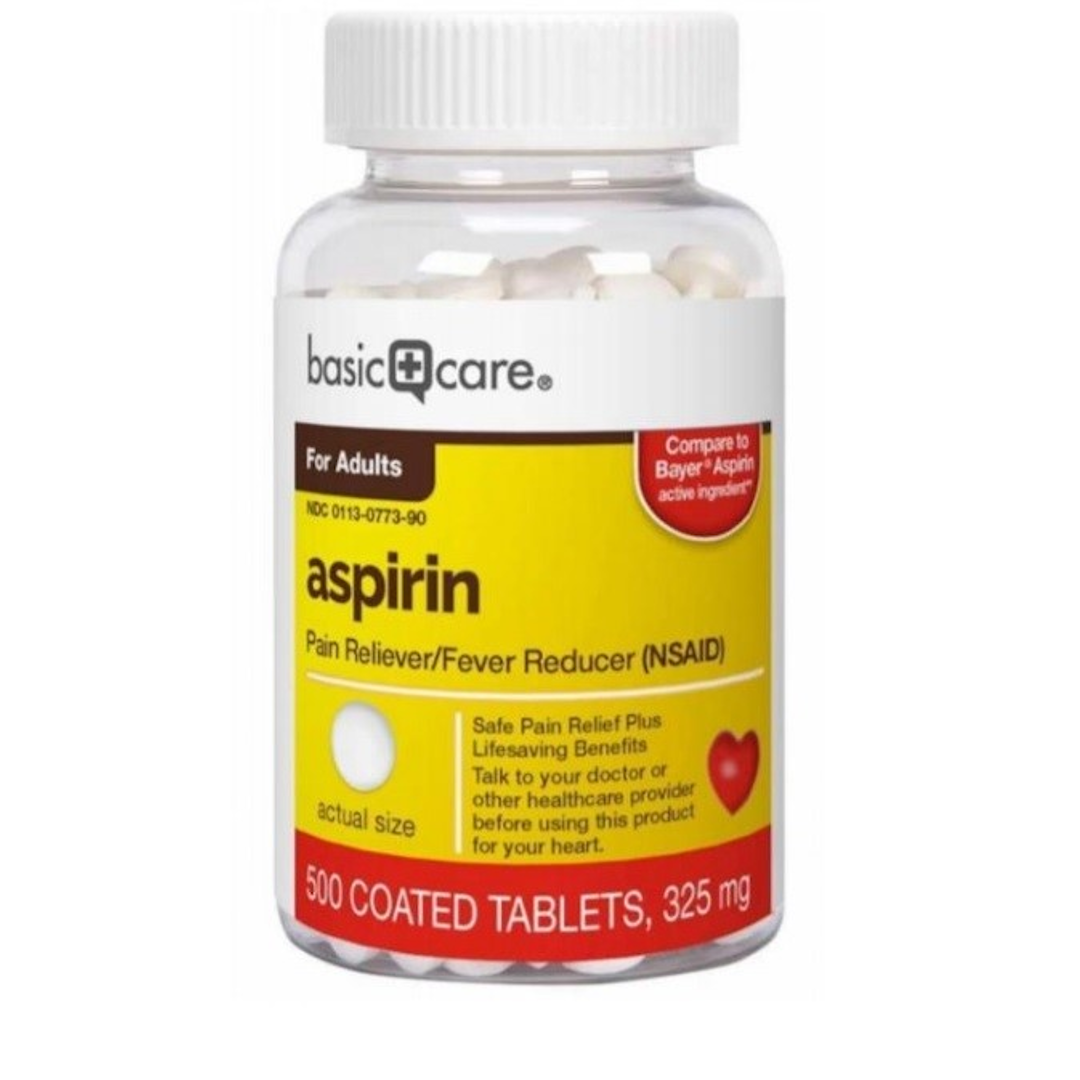 basic care®
For Adults
Compare to
Bayer® Aspirin
active ingredient**
NDC 0113-0773-90
aspirin
Pain Reliever/Fever Reducer (NSAID)
Safe Pain Relief Plus
Lifesaving Benefits
Talk to your doctor or
other healthcare provider
before using this product
for your heart.
actual size
500 COATED TABLETS, 325 mg